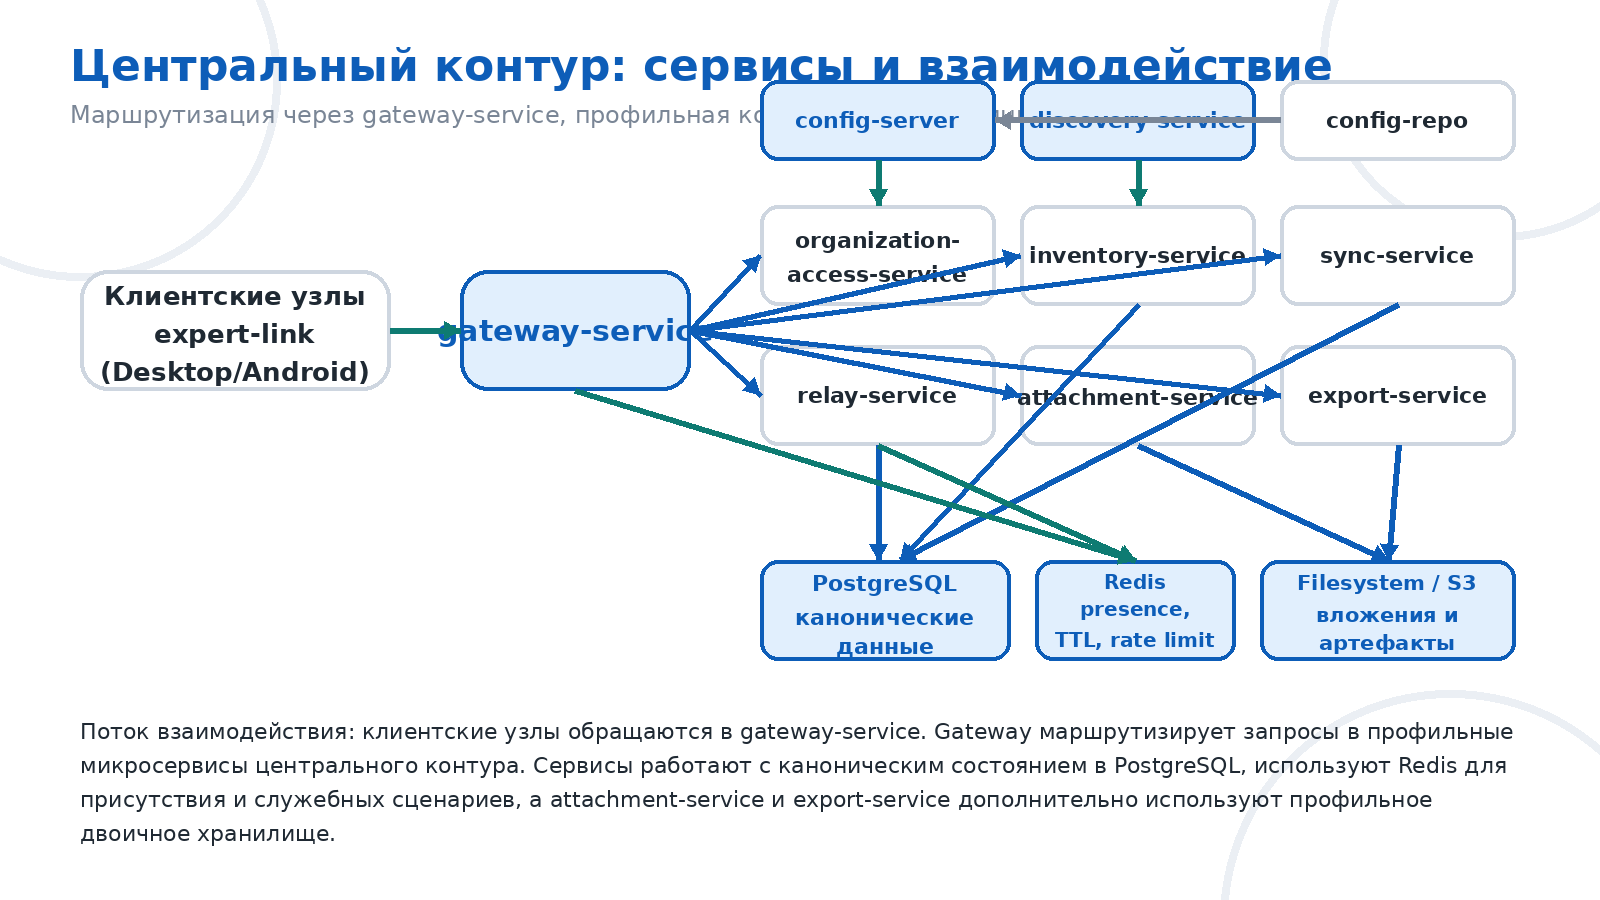 Центральный контур: сервисы и взаимодействие
Маршрутизация через gateway-service, профильная
config-server
discovery-service
config-repo
organization-
access-service
inventory-service
sync-service
Клиентские узлы
expert-link
(Desktop/Android)
gateway-service
relay-service
attachment-service
export-service
PostgreSQL
канонические
данные
Redis
presence,
TTL, rate limit
Filesystem / S3
вложения и
артефакты
Поток взаимодействия: клиентские узлы обращаются в gateway-service. Gateway маршрутизирует запросы в профильные
микросервисы центрального контура. Сервисы работают с каноническим состоянием в PostgreSQL, используют Redis для
присутствия и служебных сценариев, а attachment-service и export-service дополнительно используют профильное
двоичное хранилище.